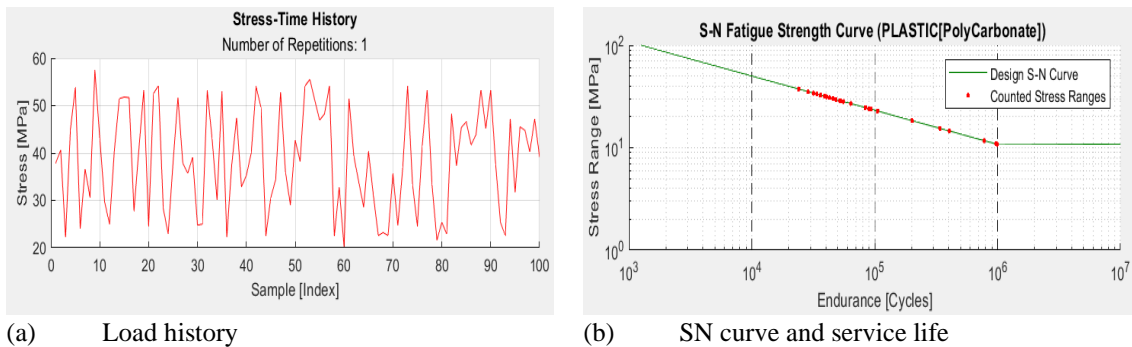 Stress-Time History
Number of Repetitions: 1
Stress [MPa]
60
50
40
30
20
0 10 20 30 40 50 60 70 80 90 100
Sample [Index]
(a) Load history
S-N Fatigue Strength Curve (PLASTIC[PolyCarbonate])
Stress Range [MPa]
10^2
10^1
10^0
Design S-N Curve
Counted Stress Ranges
10^3 10^4 10^5 10^6 10^7
Endurance [Cycles]
(b) SN curve and service life